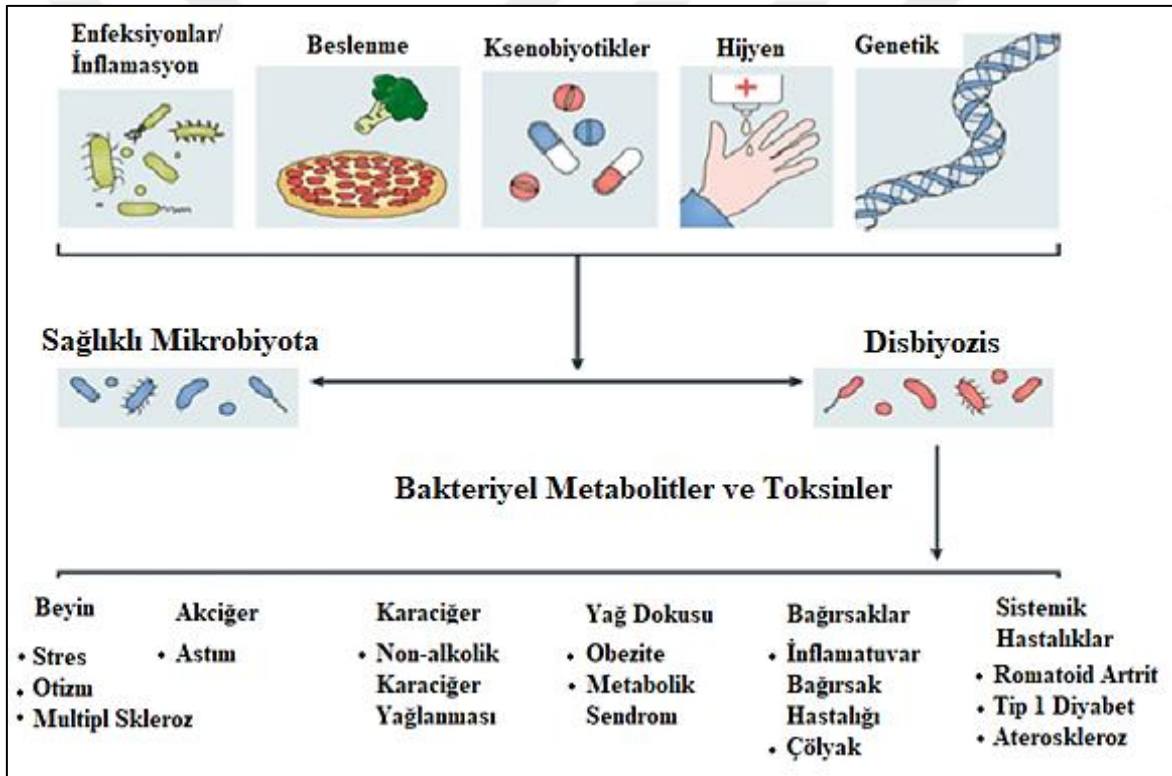 Enfeksiyonlar/
İnflamasyon
Beslenme
Ksenobiyotikler
Hijyen
Genetik
Sağlıklı Mikrobiyota
Disbiyozis
Bakteriyel Metabolitler ve Toksinler
Beyin
• Stres
• Otizm
• Multipl Skleroz
Akciğer
• Astım
Karaciğer
• Non-alkolik
Karaciğer
Yağlanması
Yağ Dokusu
• Obezite
• Metabolik
Sendrom
Bağırsaklar
• İnflamatuvar
Bağırsak
Hastalığı
• Çölyak
Sistemik
Hastalıklar
• Romatoid Artrit
• Tip 1 Diyabet
• Ateroskleroz